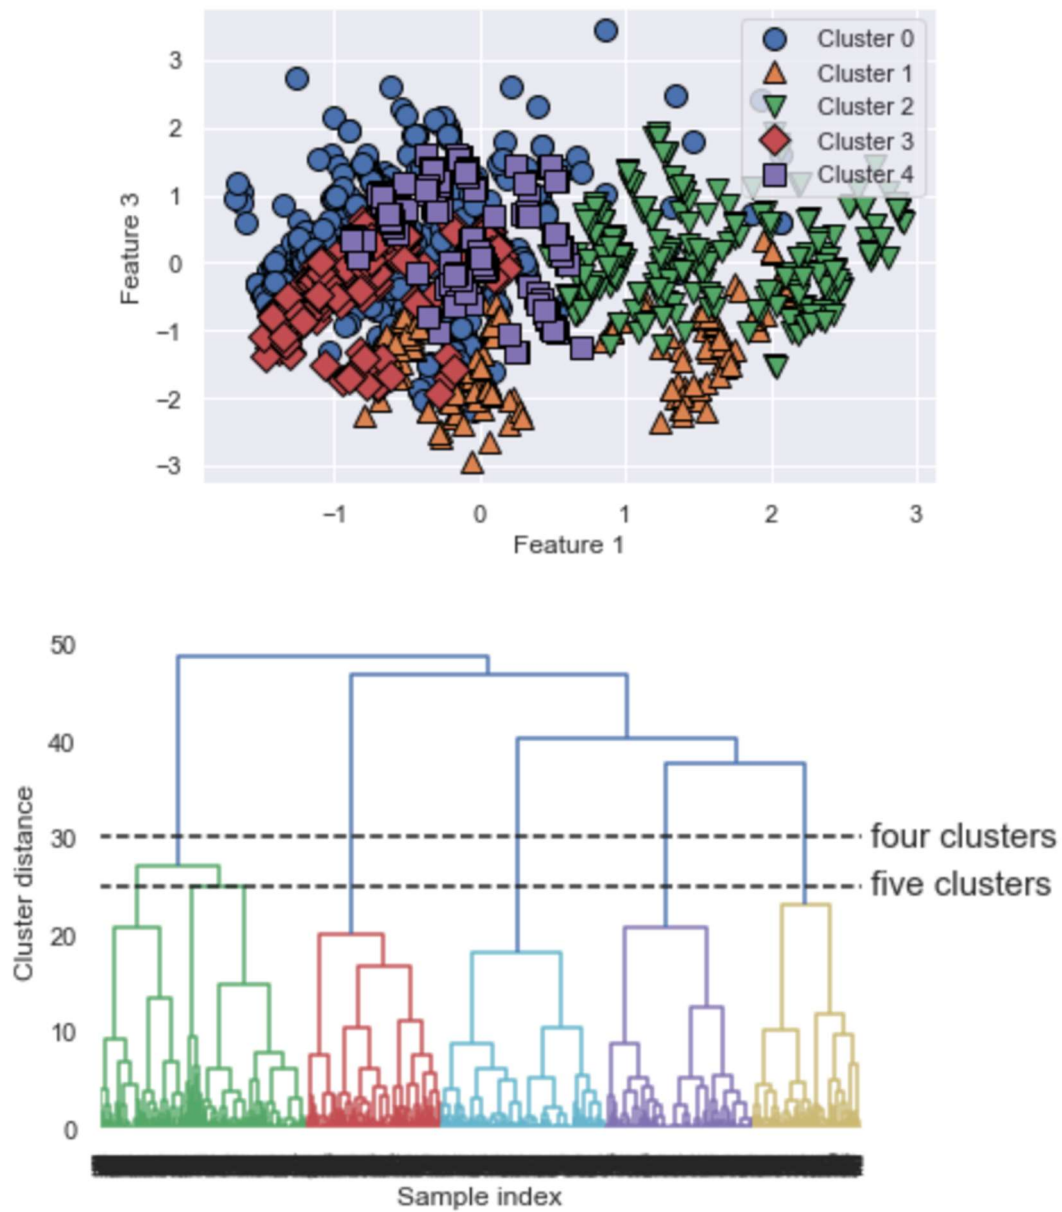 Cluster 0
Cluster 1
Cluster 2
Cluster 3
Cluster 4
3
2
1
0
−1
−2
−3
Feature 3
−1 0 1 2 3
Feature 1
50
40
30
20
10
0
Cluster distance
four clusters
five clusters
Sample index